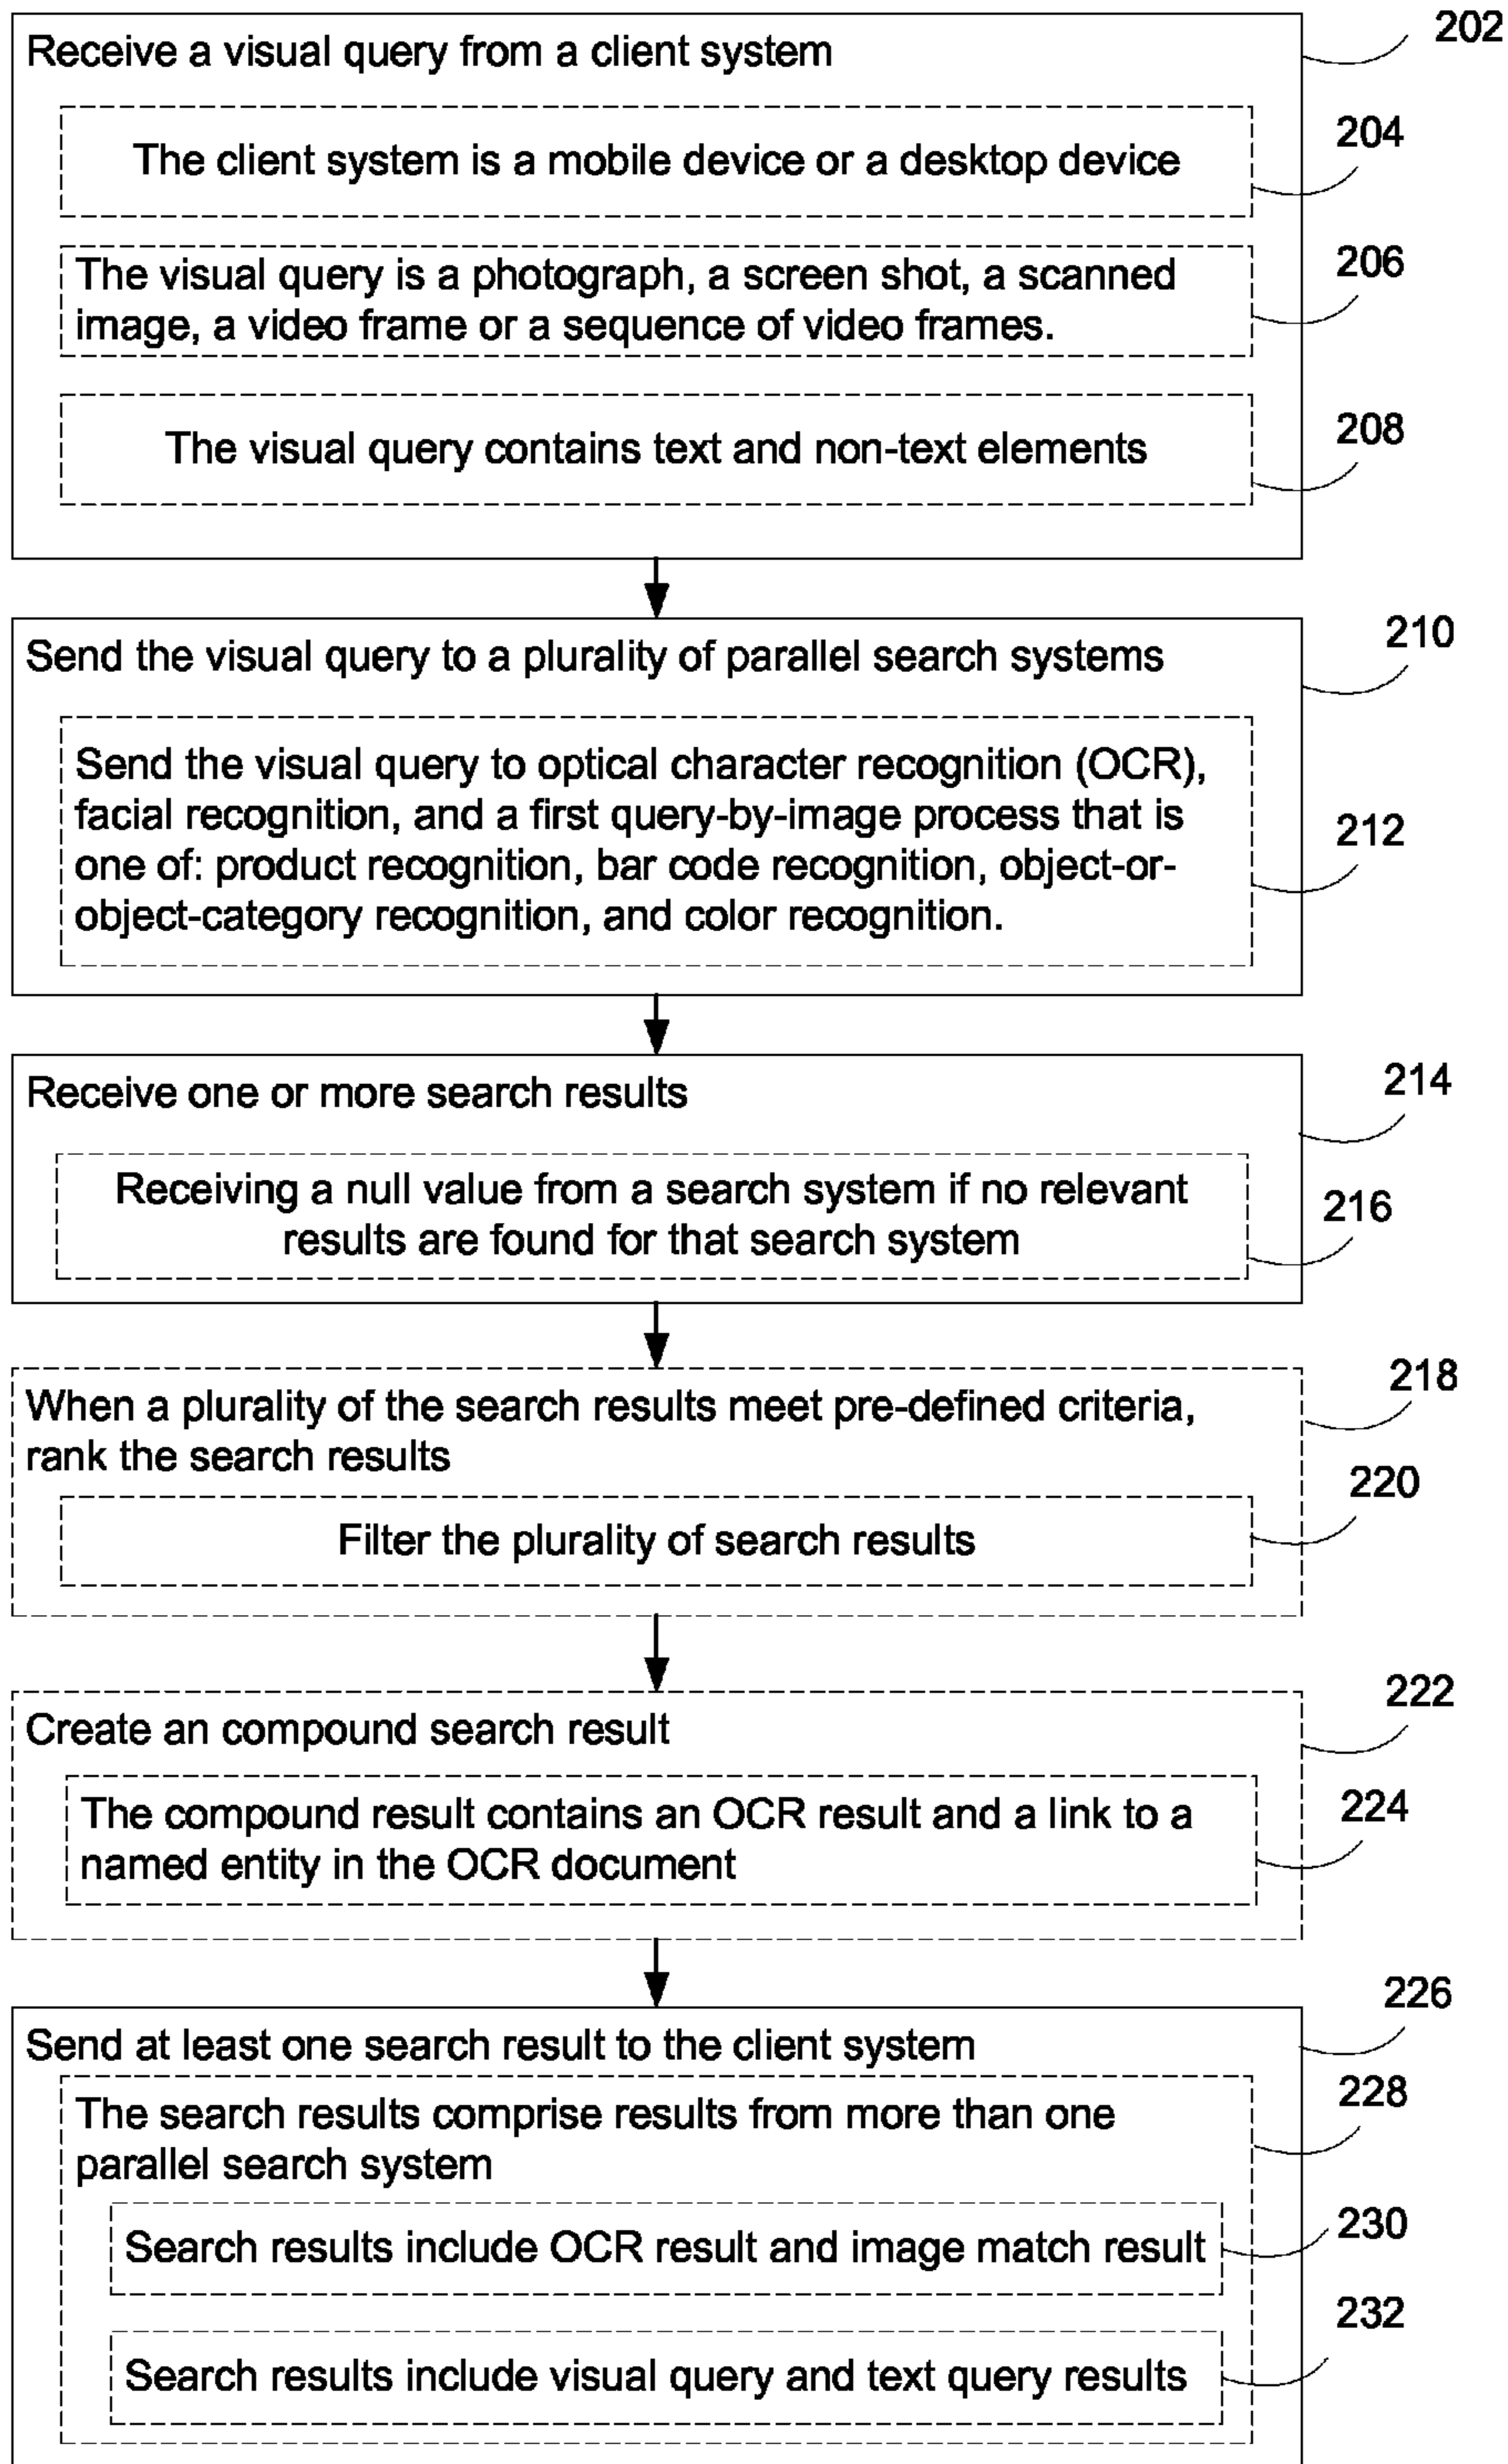 Receive a visual query from a client system
202
The client system is a mobile device or a desktop device
204
The visual query is a photograph, a screen shot, a scanned
image, a video frame or a sequence of video frames.
206
The visual query contains text and non-text elements
208
Send the visual query to a plurality of parallel search systems
210
Send the visual query to optical character recognition (OCR),
facial recognition, and a first query-by-image process that is
one of: product recognition, bar code recognition, object-or-
object-category recognition, and color recognition.
212
Receive one or more search results
214
Receiving a null value from a search system if no relevant
results are found for that search system
216
When a plurality of the search results meet pre-defined criteria,
rank the search results
218
Filter the plurality of search results
220
Create an compound search result
222
The compound result contains an OCR result and a link to a
named entity in the OCR document
224
Send at least one search result to the client system
226
The search results comprise results from more than one
parallel search system
228
Search results include OCR result and image match result
230
Search results include visual query and text query results
232